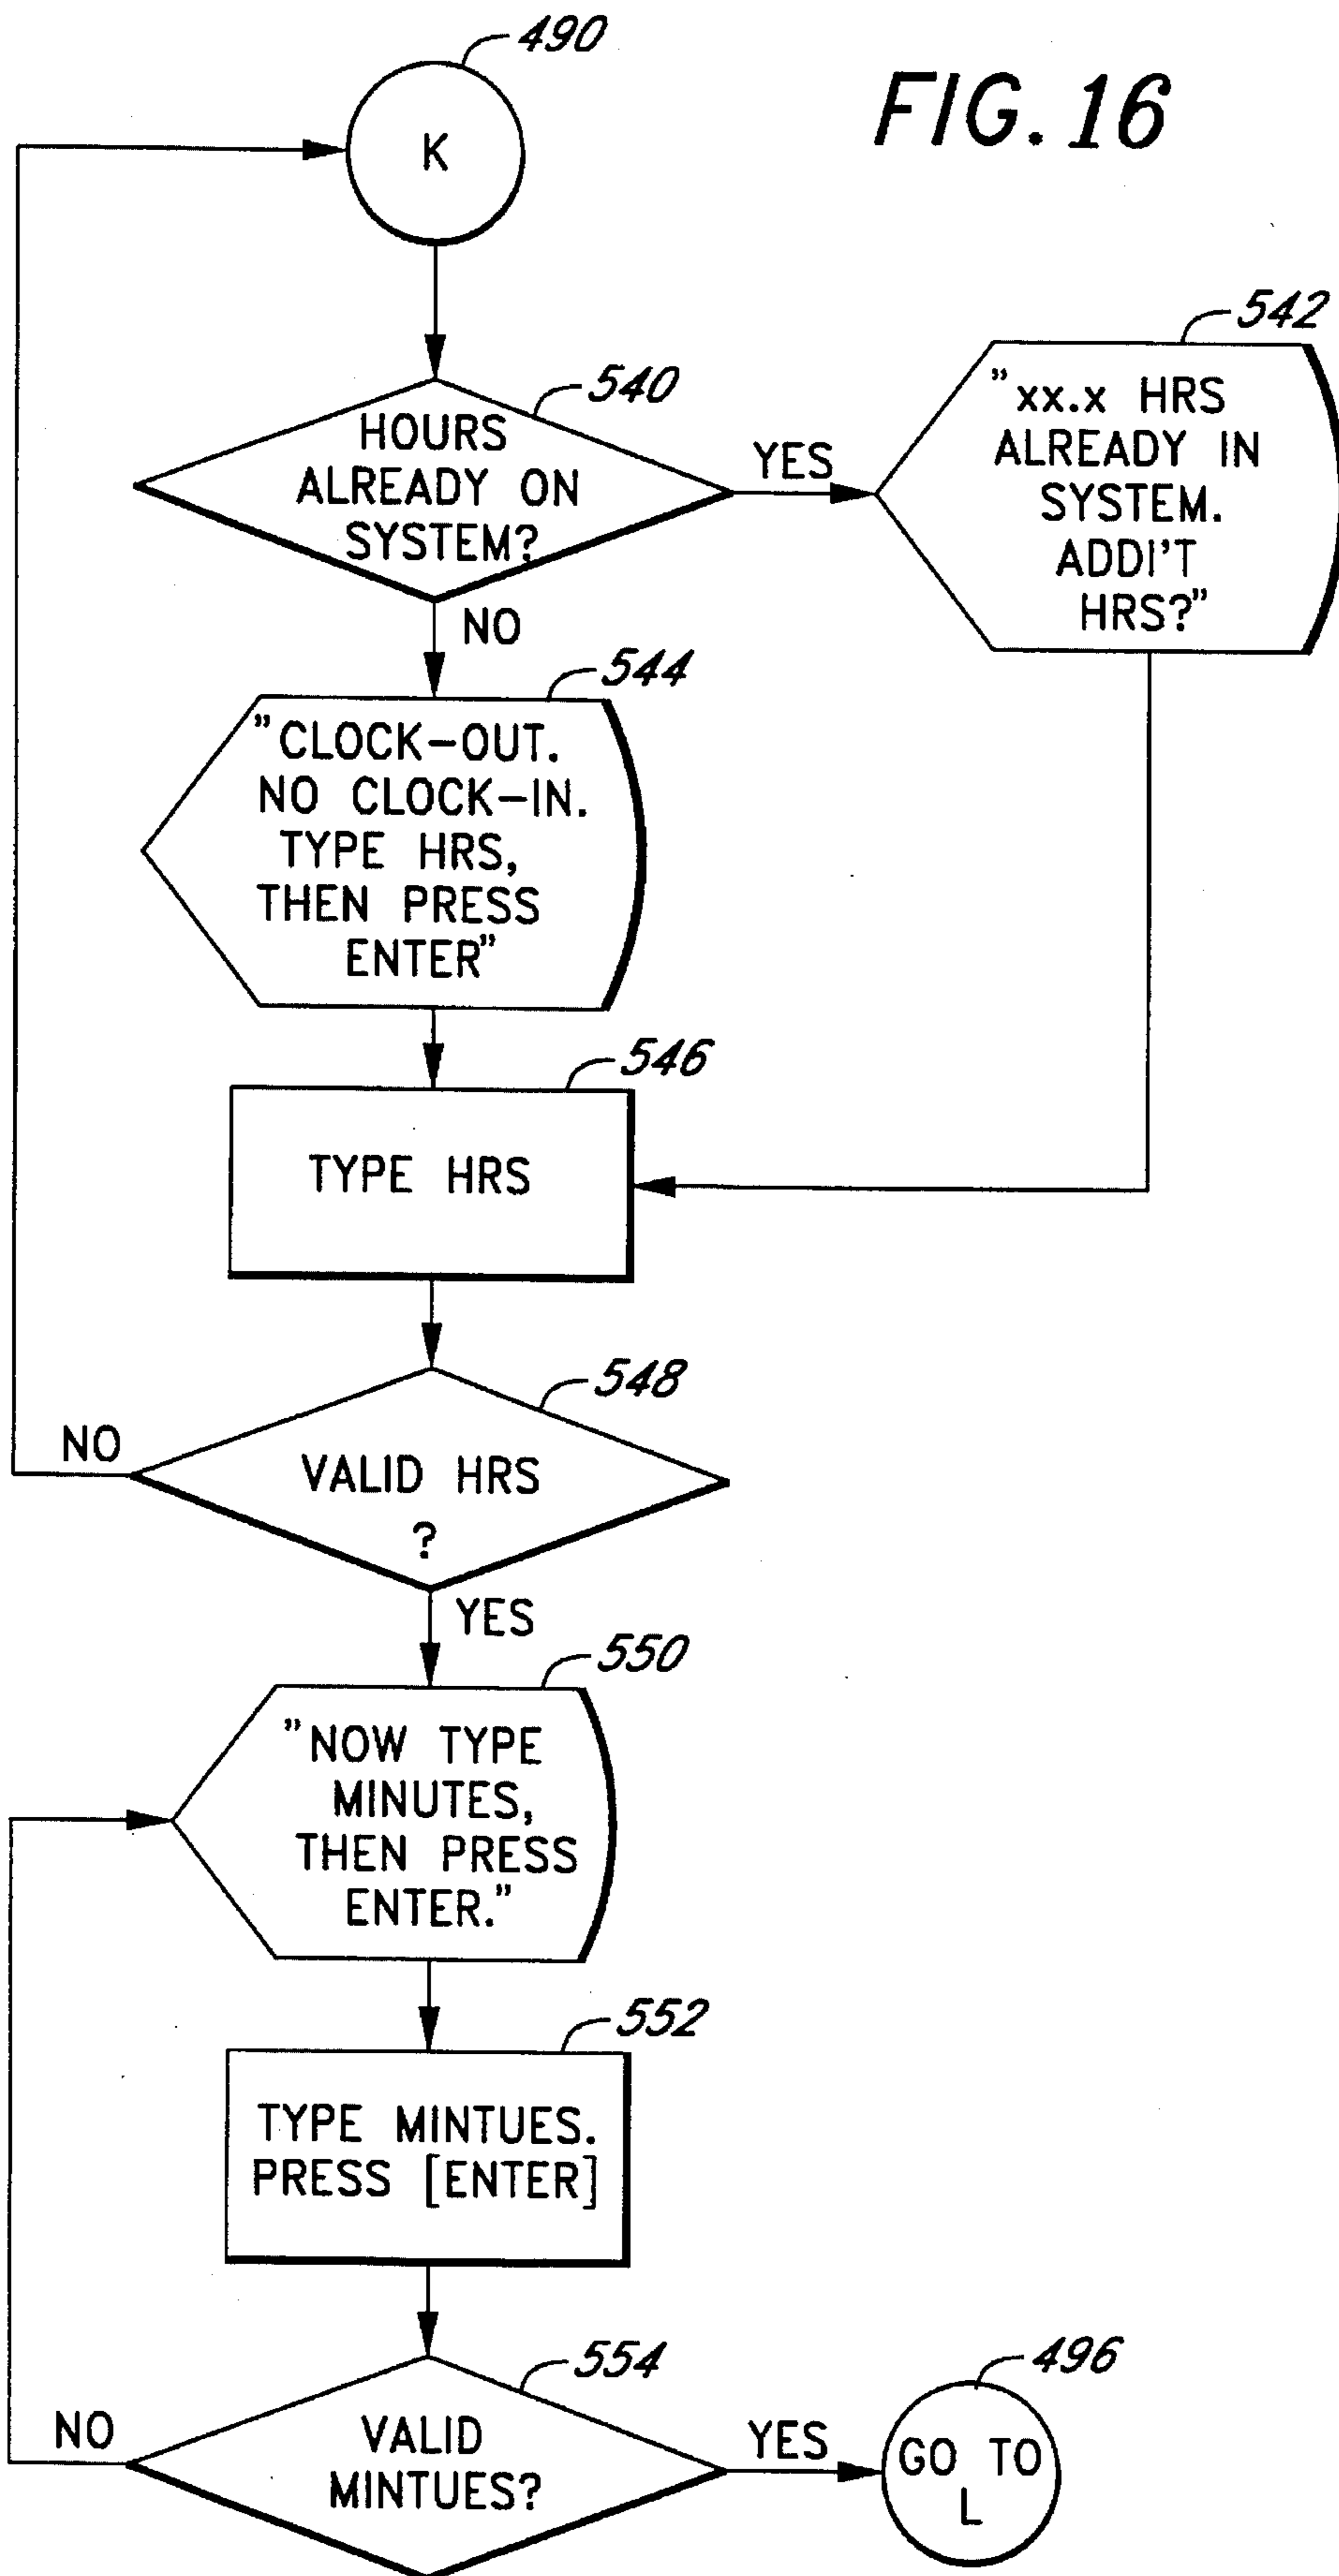 490
FIG. 16
K
542
540
HOURS
ALREADY ON
SYSTEM?
YES
"xx.x HRS
ALREADY IN
SYSTEM.
ADDI'T
HRS?"
NO
544
"CLOCK-OUT.
NO CLOCK-IN.
TYPE HRS,
THEN PRESS
ENTER"
546
TYPE HRS
548
NO
VALID HRS
?
YES
550
"NOW TYPE
MINUTES,
THEN PRESS
ENTER."
552
TYPE MINTUES.
PRESS [ENTER]
554
496
NO
VALID
MINTUES?
YES
GO TO
L